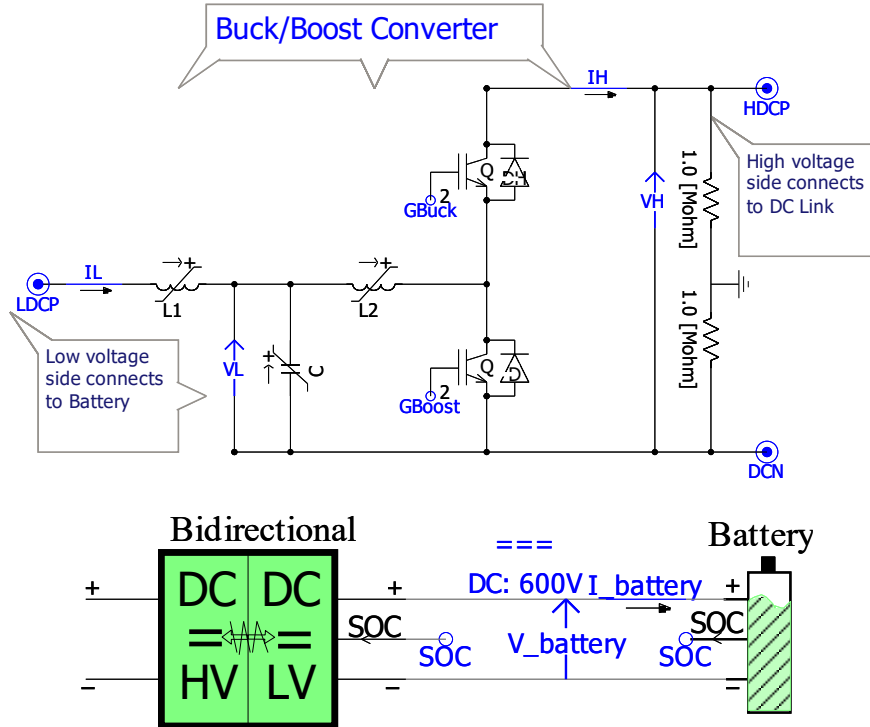 Buck/Boost Converter
IH
HDCP
1.0 [Mohm]
High voltage
side connects
to DC Link
Q
2
GBuck
VH
IL
LDCP
L1
L2
1.0 [Mohm]
Low voltage
side connects
to Battery
VL
C
Q
2
GBoost
DCN
Bidirectional
Battery
===
+
DC DC
+
DC: 600V
I_battery
+
= =
SOC
SOC
V_battery
SOC
SOC
HV LV